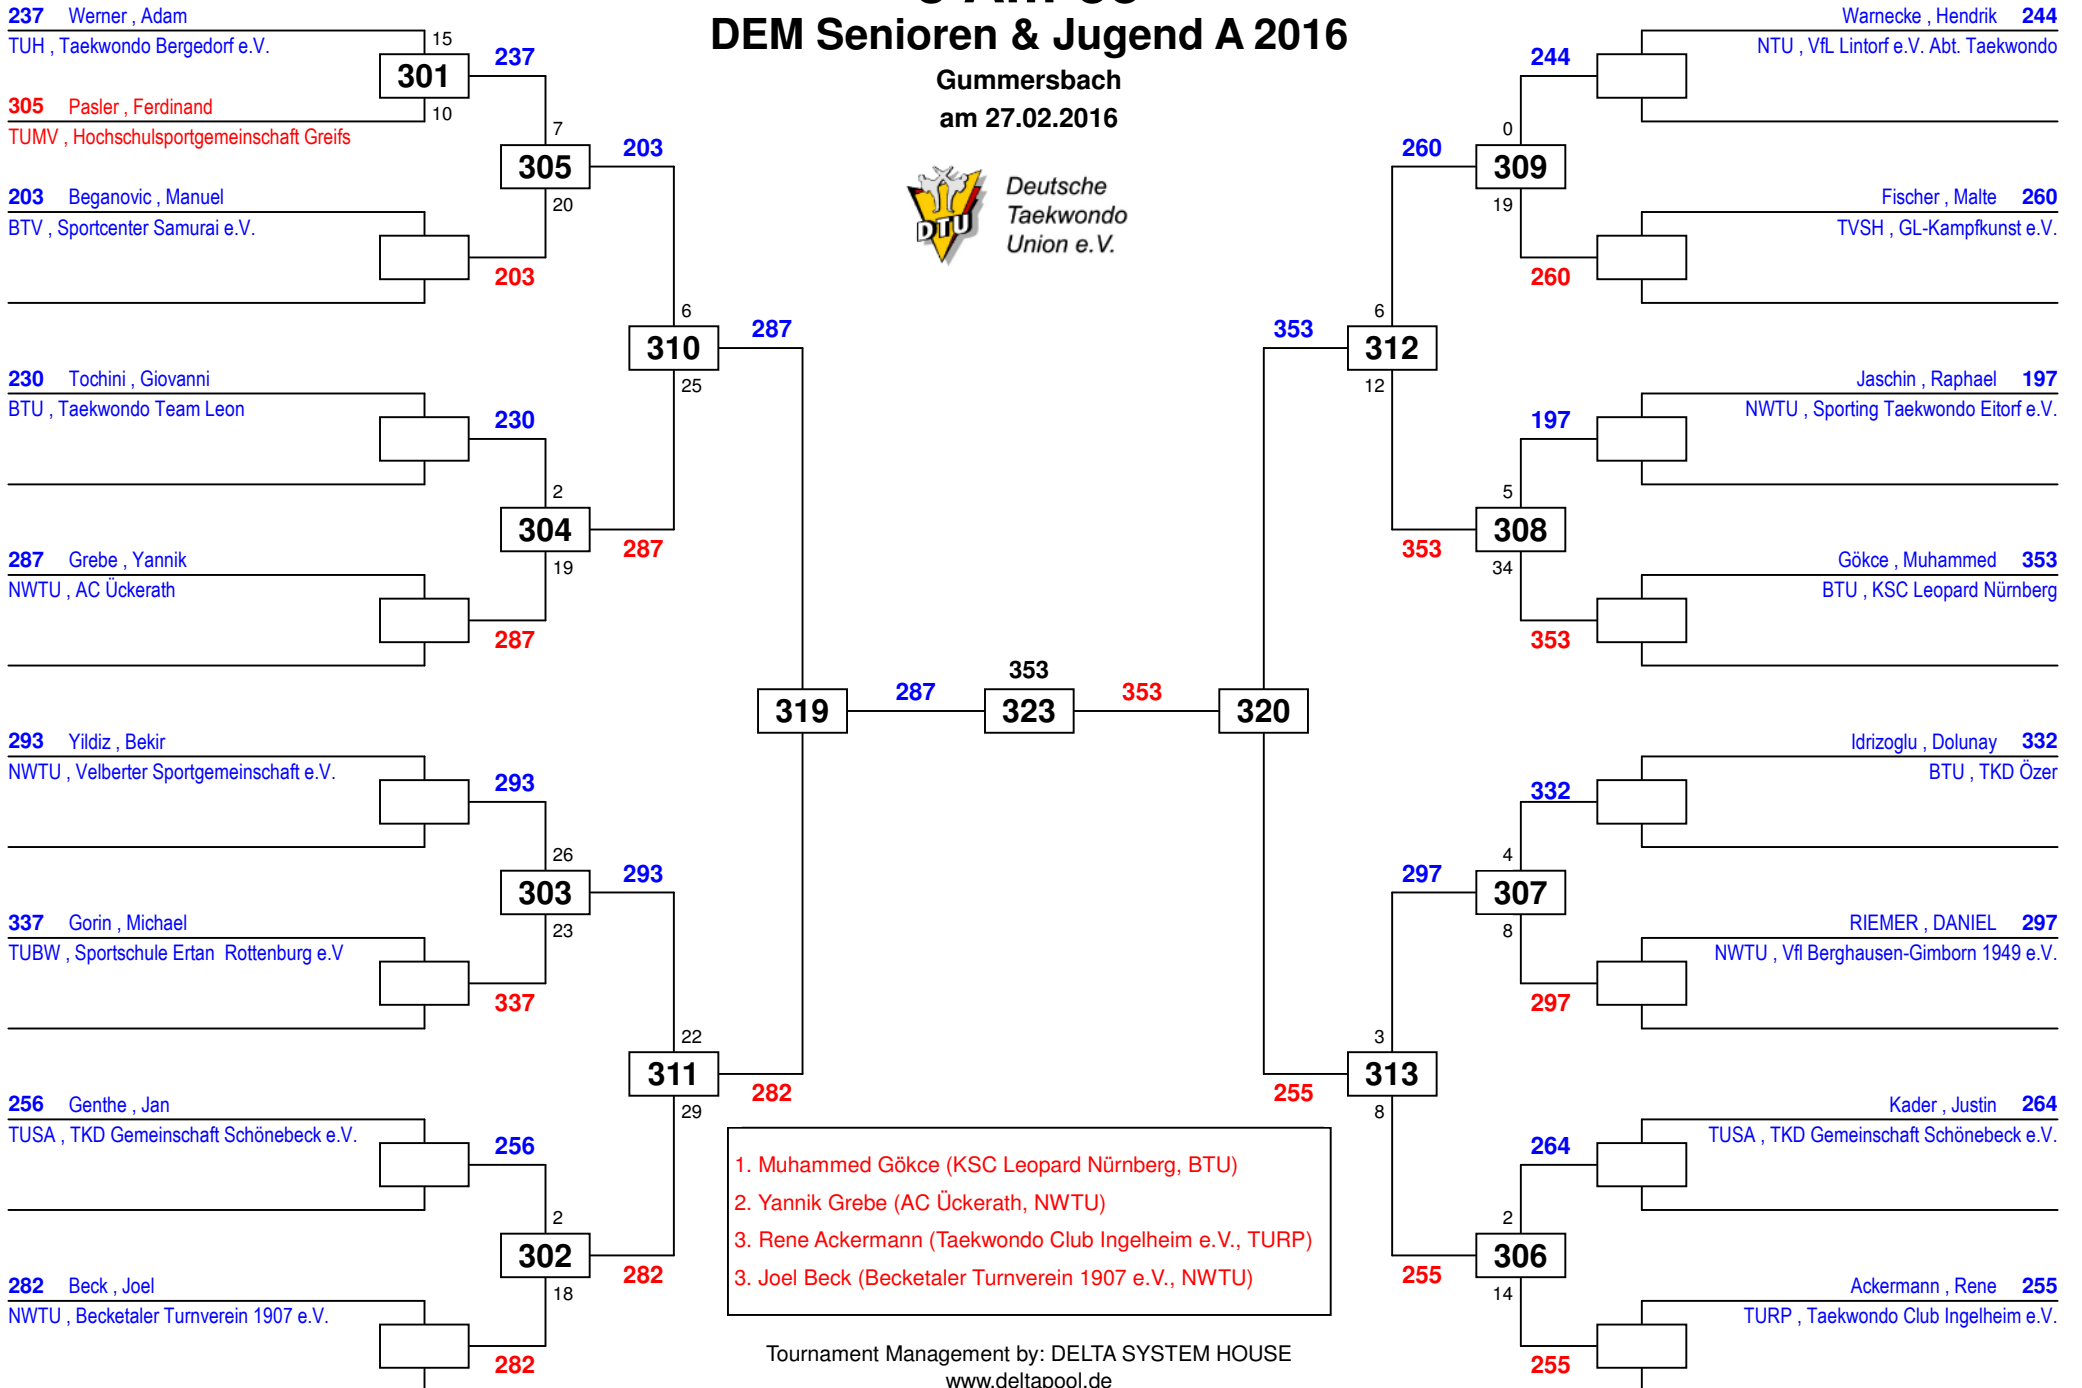 DEM Senioren & Jugend A 2016
Gummersbach
am 27.02.2016
DTU
Deutsche
Taekwondo
Union e.V.
237 Werner , Adam
TUH , Taekwondo Bergedorf e.V.
15
301
237
305 Pasler , Ferdinand
10
TUMV , Hochschulsportgemeinschaft Greifs
7
305
203
203 Beganovic , Manuel
20
BTV , Sportcenter Samurai e.V.
203
6
310
287
25
230 Tochini , Giovanni
BTU , Taekwondo Team Leon
230
2
304
287
19
287 Grebe , Yannik
NWTU , AC Ückerath
287
319
287
353
323
353
320
293 Yildiz , Bekir
NWTU , Velberter Sportgemeinschaft e.V.
293
26
303
293
23
337 Gorin , Michael
TUBW , Sportschule Ertan  Rottenburg e.V
337
22
311
282
29
256 Genthe , Jan
TUSA , TKD Gemeinschaft Schönebeck e.V.
256
2
302
282
18
282 Beck , Joel
NWTU , Becketaler Turnverein 1907 e.V.
282
Warnecke , Hendrik 244
NTU , VfL Lintorf e.V. Abt. Taekwondo
244
0
260
309
19
Fischer , Malte 260
TVSH , GL-Kampfkunst e.V.
260
6
353
312
12
Jaschin , Raphael 197
NWTU , Sporting Taekwondo Eitorf e.V.
197
5
308
353
34
Gökce , Muhammed 353
BTU , KSC Leopard Nürnberg
353
Idrizoglu , Dolunay 332
BTU , TKD Özer
332
4
297
307
8
RIEMER , DANIEL 297
NWTU , Vfl Berghausen-Gimborn 1949 e.V.
297
3
313
255
8
Kader , Justin 264
TUSA , TKD Gemeinschaft Schönebeck e.V.
264
2
306
255
14
Ackermann , Rene 255
TURP , Taekwondo Club Ingelheim e.V.
255
1. Muhammed Gökce (KSC Leopard Nürnberg, BTU)
2. Yannik Grebe (AC Ückerath, NWTU)
3. Rene Ackermann (Taekwondo Club Ingelheim e.V., TURP)
3. Joel Beck (Becketaler Turnverein 1907 e.V., NWTU)
Tournament Management by: DELTA SYSTEM HOUSE
www.deltapool.de